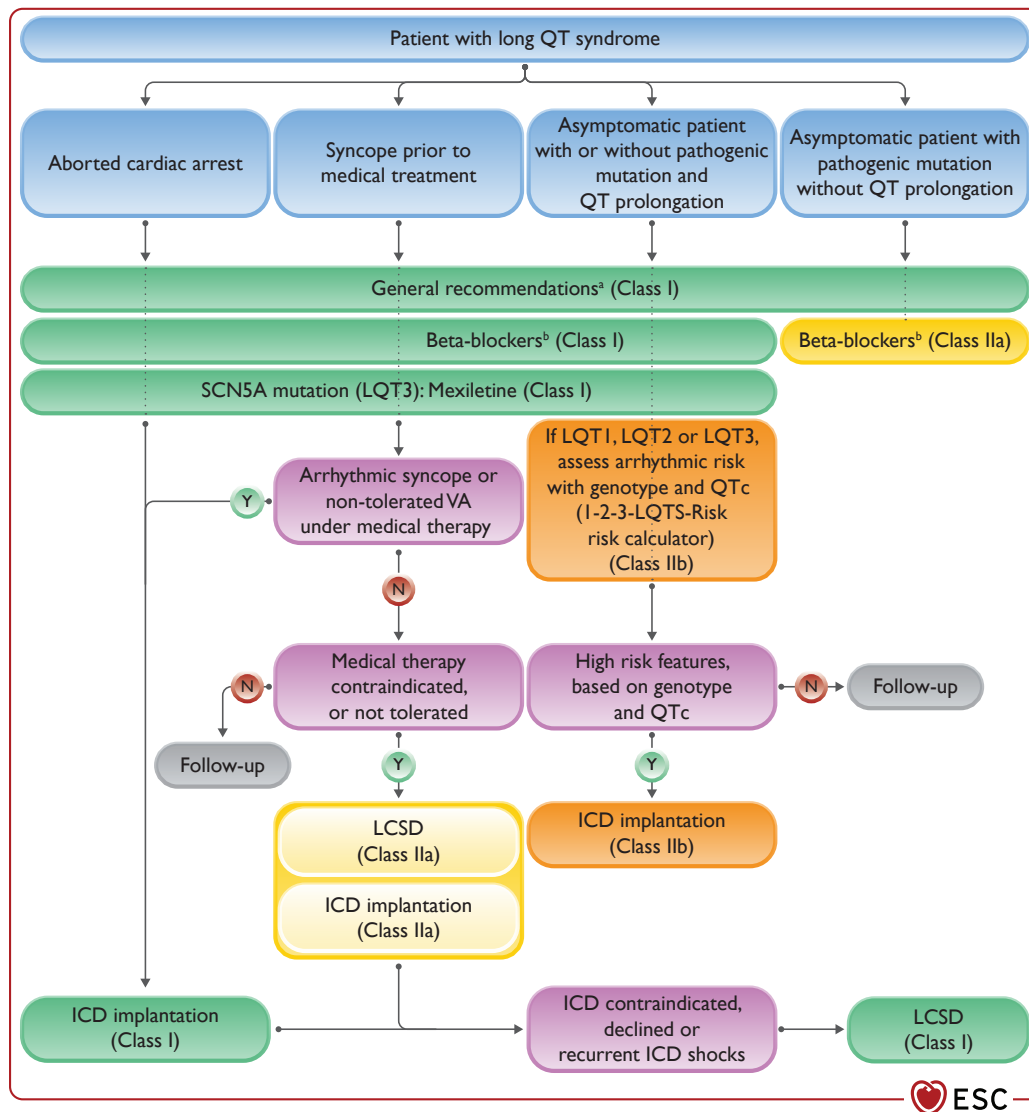 Patient with long QT syndrome
Aborted cardiac arrest
Syncope prior to
medical treatment
Asymptomatic patient
with or without pathogenic
mutation and
QT prolongation
Asymptomatic patient with
pathogenic mutation
without QT prolongation
General recommendationsᵃ (Class I)
Beta-blockersᵇ (Class I)
Beta-blockersᵇ (Class IIa)
SCN5A mutation (LQT3): Mexiletine (Class I)
Arrhythmic syncope or
non-tolerated VA
under medical therapy
Y
N
If LQT1, LQT2 or LQT3,
assess arrhythmic risk
with genotype and QTc
(1-2-3-LQTS-Risk
risk calculator)
(Class IIb)
Medical therapy
contraindicated,
or not tolerated
N
Follow-up
Y
High risk features,
based on genotype
and QTc
N
Follow-up
Y
LCSD
(Class IIa)
ICD implantation
(Class IIa)
ICD implantation
(Class IIb)
ICD implantation
(Class I)
ICD contraindicated,
declined or
recurrent ICD shocks
LCSD
(Class I)
ESC